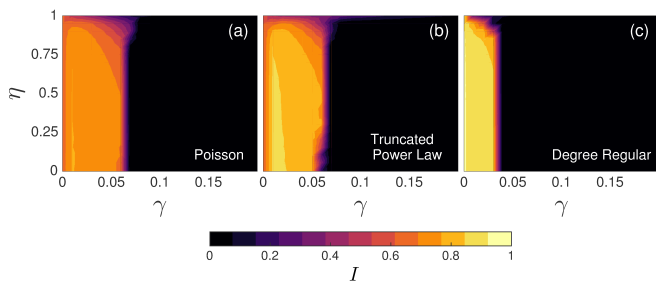 1
0.75
0.5
0.25
0
η
(a)
(b)
(c)
Poisson
Truncated
Power Law
Degree Regular
0 0.05 0.1 0.15
0 0.05 0.1 0.15
0 0.05 0.1 0.15
γ γ γ
0 0.2 0.4 0.6 0.8 1
I